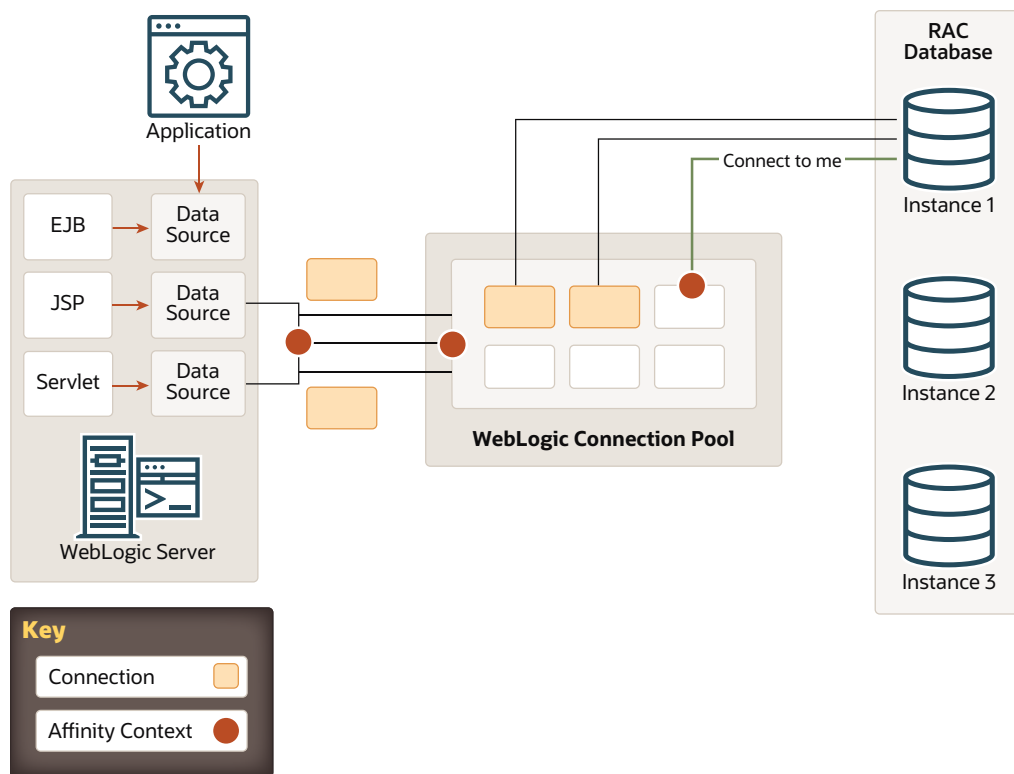 RAC
Database
Application
Connect to me
Instance 1
EJB
Data
Source
JSP
Data
Source
Servlet
Data
Source
WebLogic Connection Pool
Instance 2
WebLogic Server
Instance 3
Key
Connection
Affinity Context